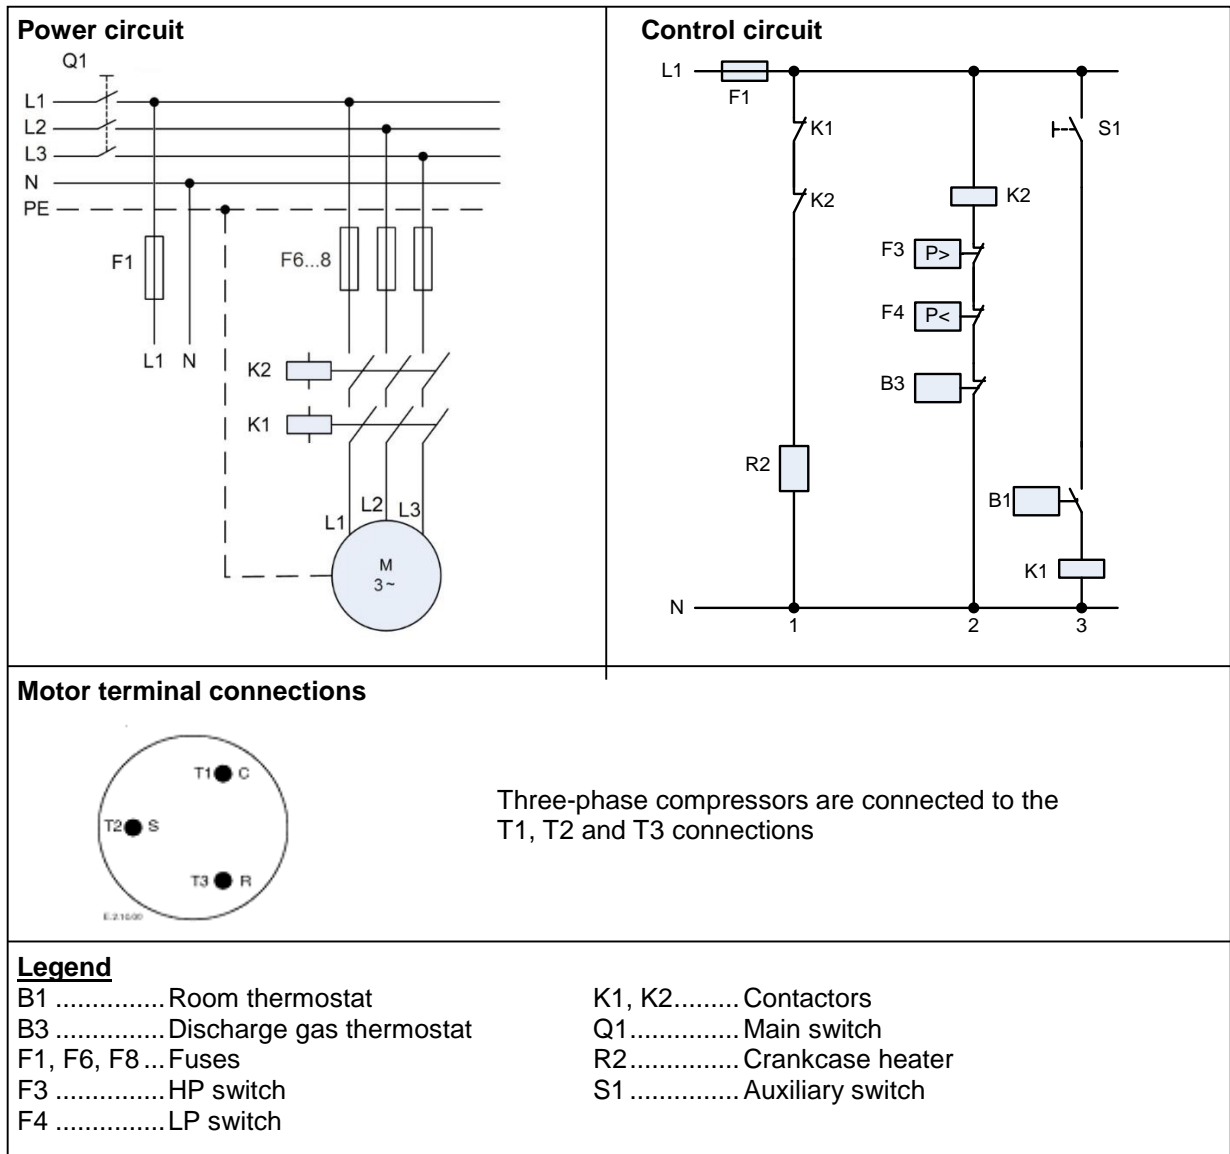 Power circuit
Q1
L1
L2
L3
N
PE
F1
F6...8
L1 N
K2
K1
L1 L2 L3
M
3~
Control circuit
L1
F1
K1
S1
K2
K2
F3 P>
F4 P<
B3
R2
B1
K1
N
1 2 3
Motor terminal connections
T1 C
T2 S
T3 R
Three-phase compressors are connected to the
T1, T2 and T3 connections
Legend
B1 ...............Room thermostat
B3 ...............Discharge gas thermostat
F1, F6, F8...Fuses
F3 ...............HP switch
F4 ...............LP switch
K1, K2.........Contactors
Q1...............Main switch
R2...............Crankcase heater
S1 ...............Auxiliary switch